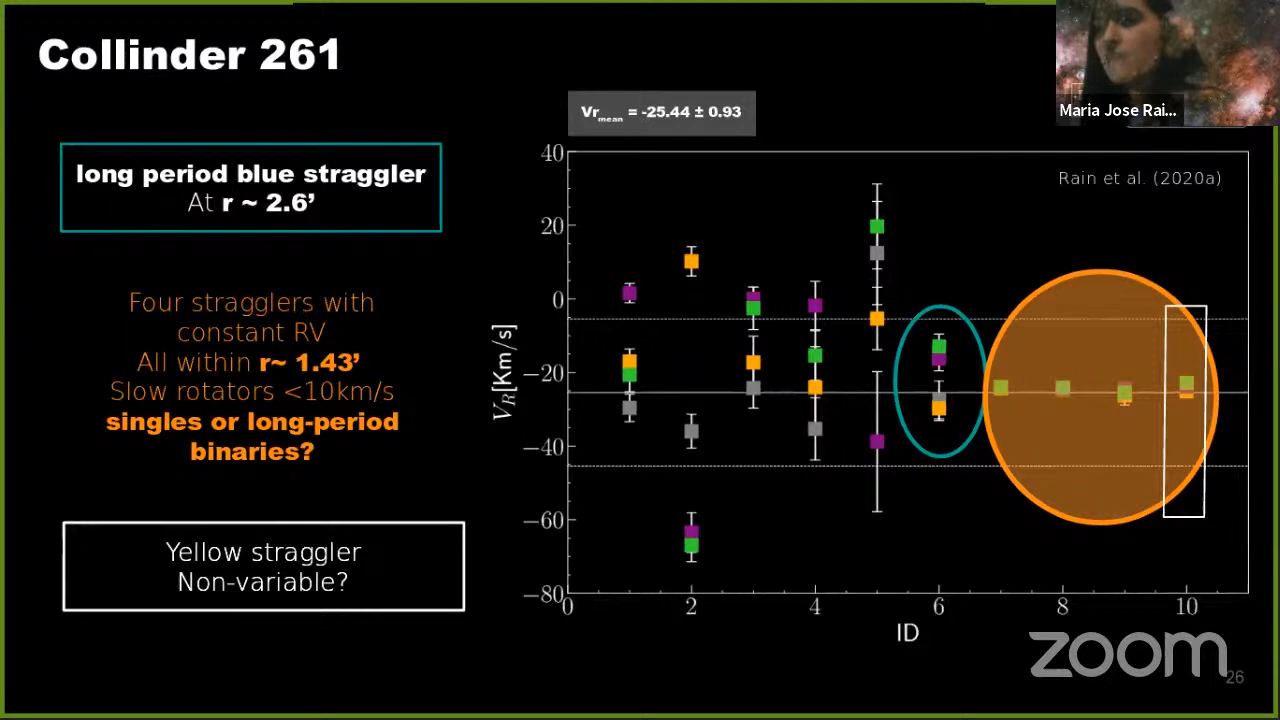 Collinder 261
Maria Jose Rai...
Vr_mean = -25.44 ± 0.93
long period blue straggler
At r ~ 2.6’
Four stragglers with
constant RV
All within r~ 1.43’
Slow rotators <10km/s
singles or long-period
binaries?
Yellow straggler
Non-variable?
Rain et al. (2020a)
V_R[Km/s]
40
20
0
−20
−40
−60
−80
0 2 4 6 8 10
ID
zoom
26